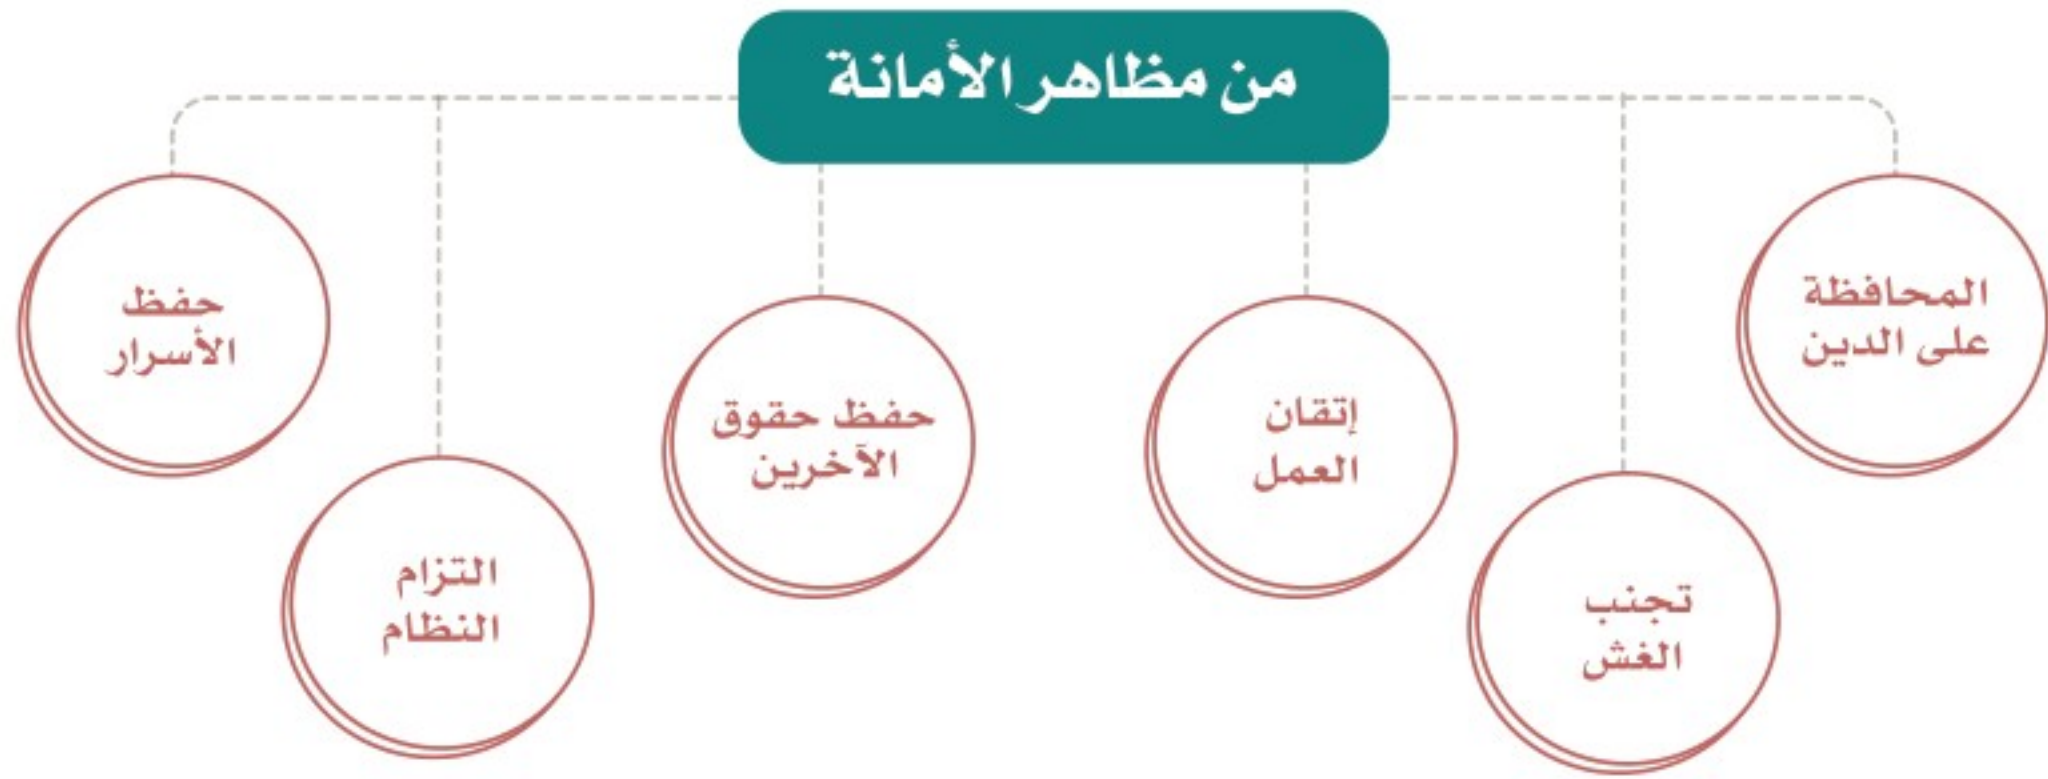 من مظاهر الأمانة
المحافظة
على الدين
تجنب
الغش
إتقان
العمل
حفظ حقوق
الآخرين
التزام
النظام
حفظ
الأسرار